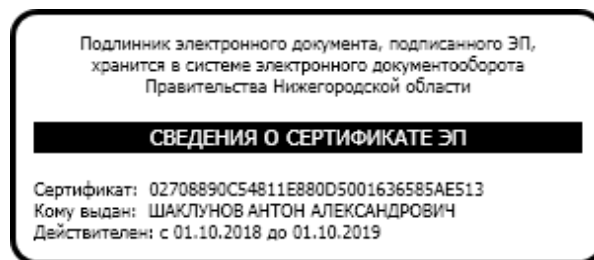 Подлинник электронного документа, подписанного ЭП,
хранится в системе электронного документооборота
Правительства Нижегородской области
СВЕДЕНИЯ О СЕРТИФИКАТЕ ЭП
Сертификат: 02708890C54811E880D5001636585AE513
Кому выдан: ШАКЛУНОВ АНТОН АЛЕКСАНДРОВИЧ
Действителен: с 01.10.2018 до 01.10.2019